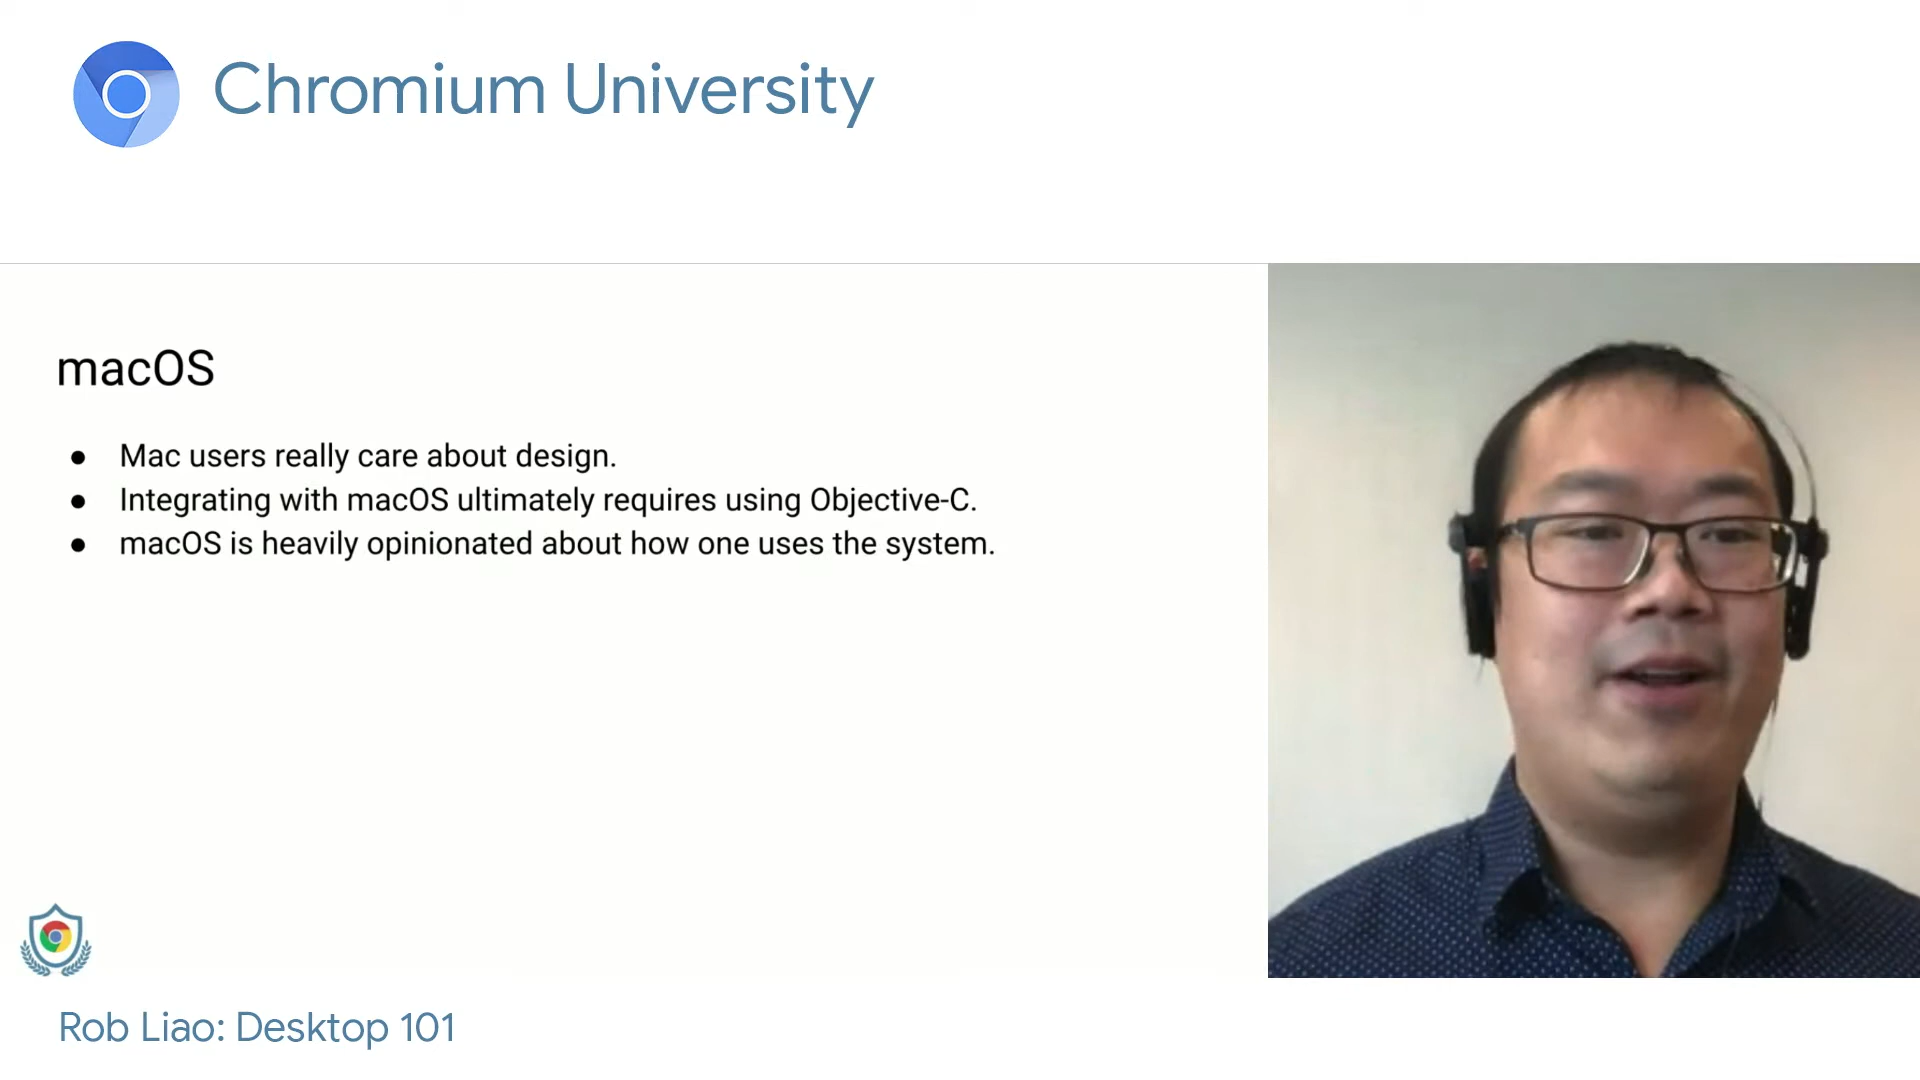 Chromium University
macOS
● Mac users really care about design.
● Integrating with macOS ultimately requires using Objective-C.
● macOS is heavily opinionated about how one uses the system.
Rob Liao: Desktop 101